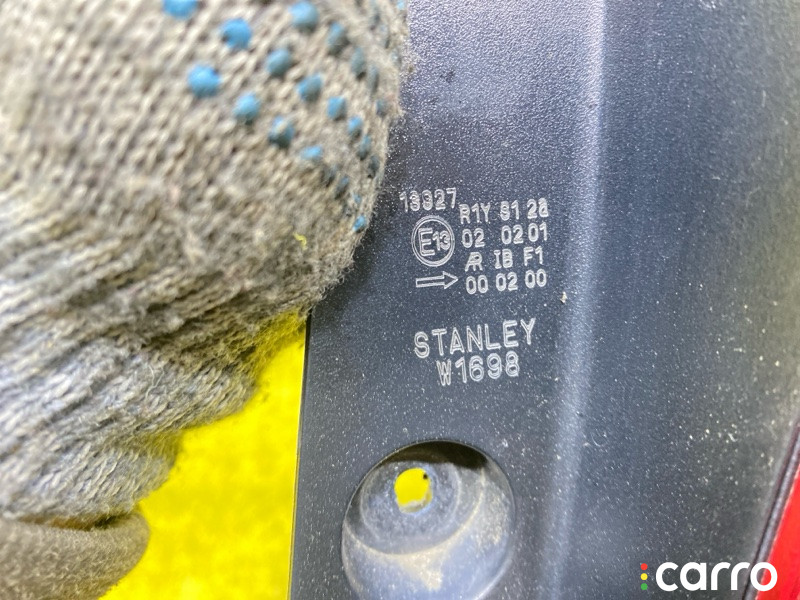 13327
R1Y S1 2a
E13 02 02 01
AR IB F1
00 02 00
STANLEY
W1698
carro